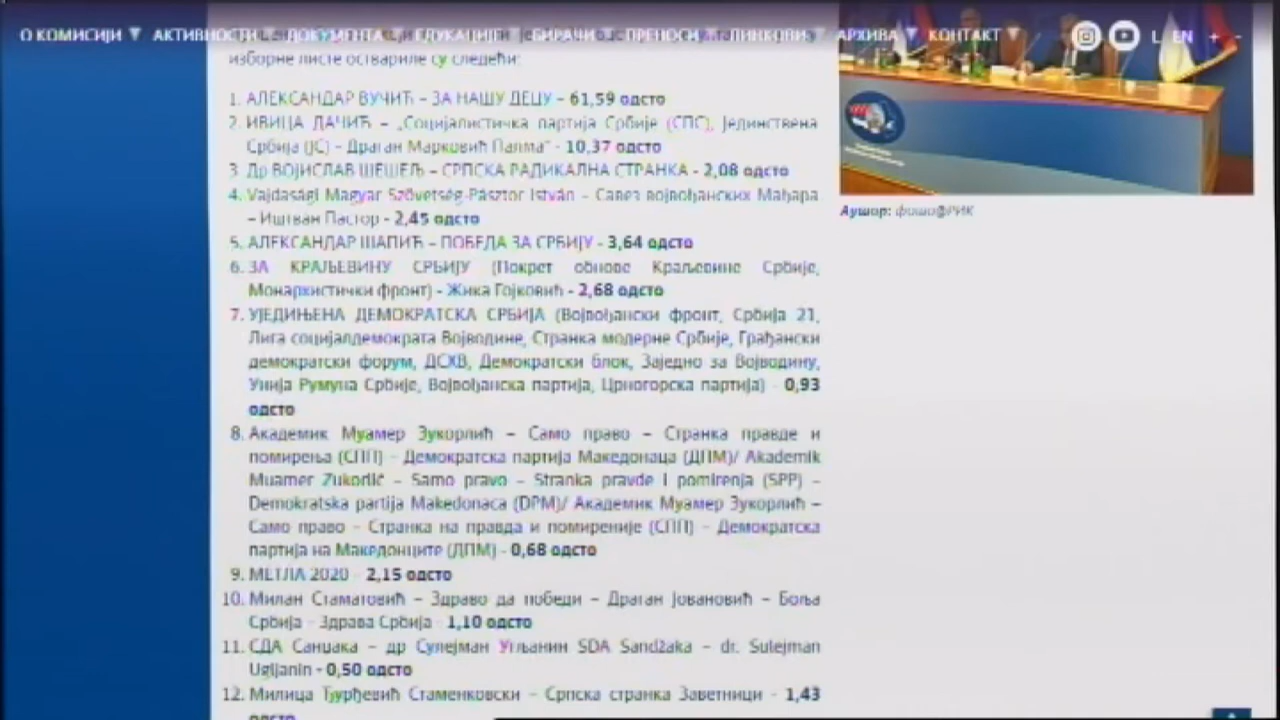 О КОМИСИЈИ АКТИВНОСТИ ДОКУМЕНТА ЕДУКАЦИЈЕ БИРАЧИ ПРЕНОСИ ЛИНКОВИ АРХИВА КОНТАКТ L EN + -
изборне листе оствариле су следећи:
1. АЛЕКСАНДАР ВУЧИЋ – ЗА НАШУ ДЕЦУ – 61,59 одсто
2. ИВИЦА ДАЧИЋ – „Социјалистичка партија Србије (СПС), Јединствена
Србија (ЈС) – Драган Марковић Палма“ - 10,37 одсто
3. Др ВОЈИСЛАВ ШЕШЕЉ – СРПСКА РАДИКАЛНА СТРАНКА - 2,08 одсто
4. Vajdasági Magyar Szövetség-Pásztor István – Савез војвођанских Мађара
– Иштван Пастор - 2,45 одсто
5. АЛЕКСАНДАР ШАПИЋ – ПОБЕДА ЗА СРБИЈУ - 3,64 одсто
6. ЗА КРАЉЕВИНУ СРБИЈУ (Покрет обнове Краљевине Србије,
Монархистички фронт) - Жика Гојковић - 2,68 одсто
7. УЈЕДИЊЕНА ДЕМОКРАТСКА СРБИЈА (Војвођански фронт, Србија 21,
Лига социјалдемократа Војводине, Странка модерне Србије, Грађански
демократски форум, ДСХВ, Демократски блок, Заједно за Војводину,
Унија Румуна Србије, Војвођанска партија, Црногорска партија) - 0,93
одсто
8. Академик Муамер Зукорлић – Само право – Странка правде и
помирења (СПП) – Демократска партија Македонаца (ДПМ)/ Akademik
Muamer Zukorlić – Samo pravo – Stranka pravde i pomirenja (SPP) –
Demokratska partija Makedonaca (DPM)/ Академик Муамер Зукорлић –
Само право – Странка на правда и помиреније (СПП) – Демократска
партија на Македонците (ДПМ) - 0,68 одсто
9. МЕТЛА 2020 - 2,15 одсто
10. Милан Стаматовић – Здраво да победи – Драган Јовановић – Боља
Србија – Здрава Србија - 1,10 одсто
11. СДА Санџака – др Сулејман Угљанин SDA Sandžaka – dr. Sulejman
Ugljanin - 0,50 одсто
12. Милица Ђурђевић Стаменковски – Српска странка Заветници - 1,43
одсто
Аутор: фото@РИК